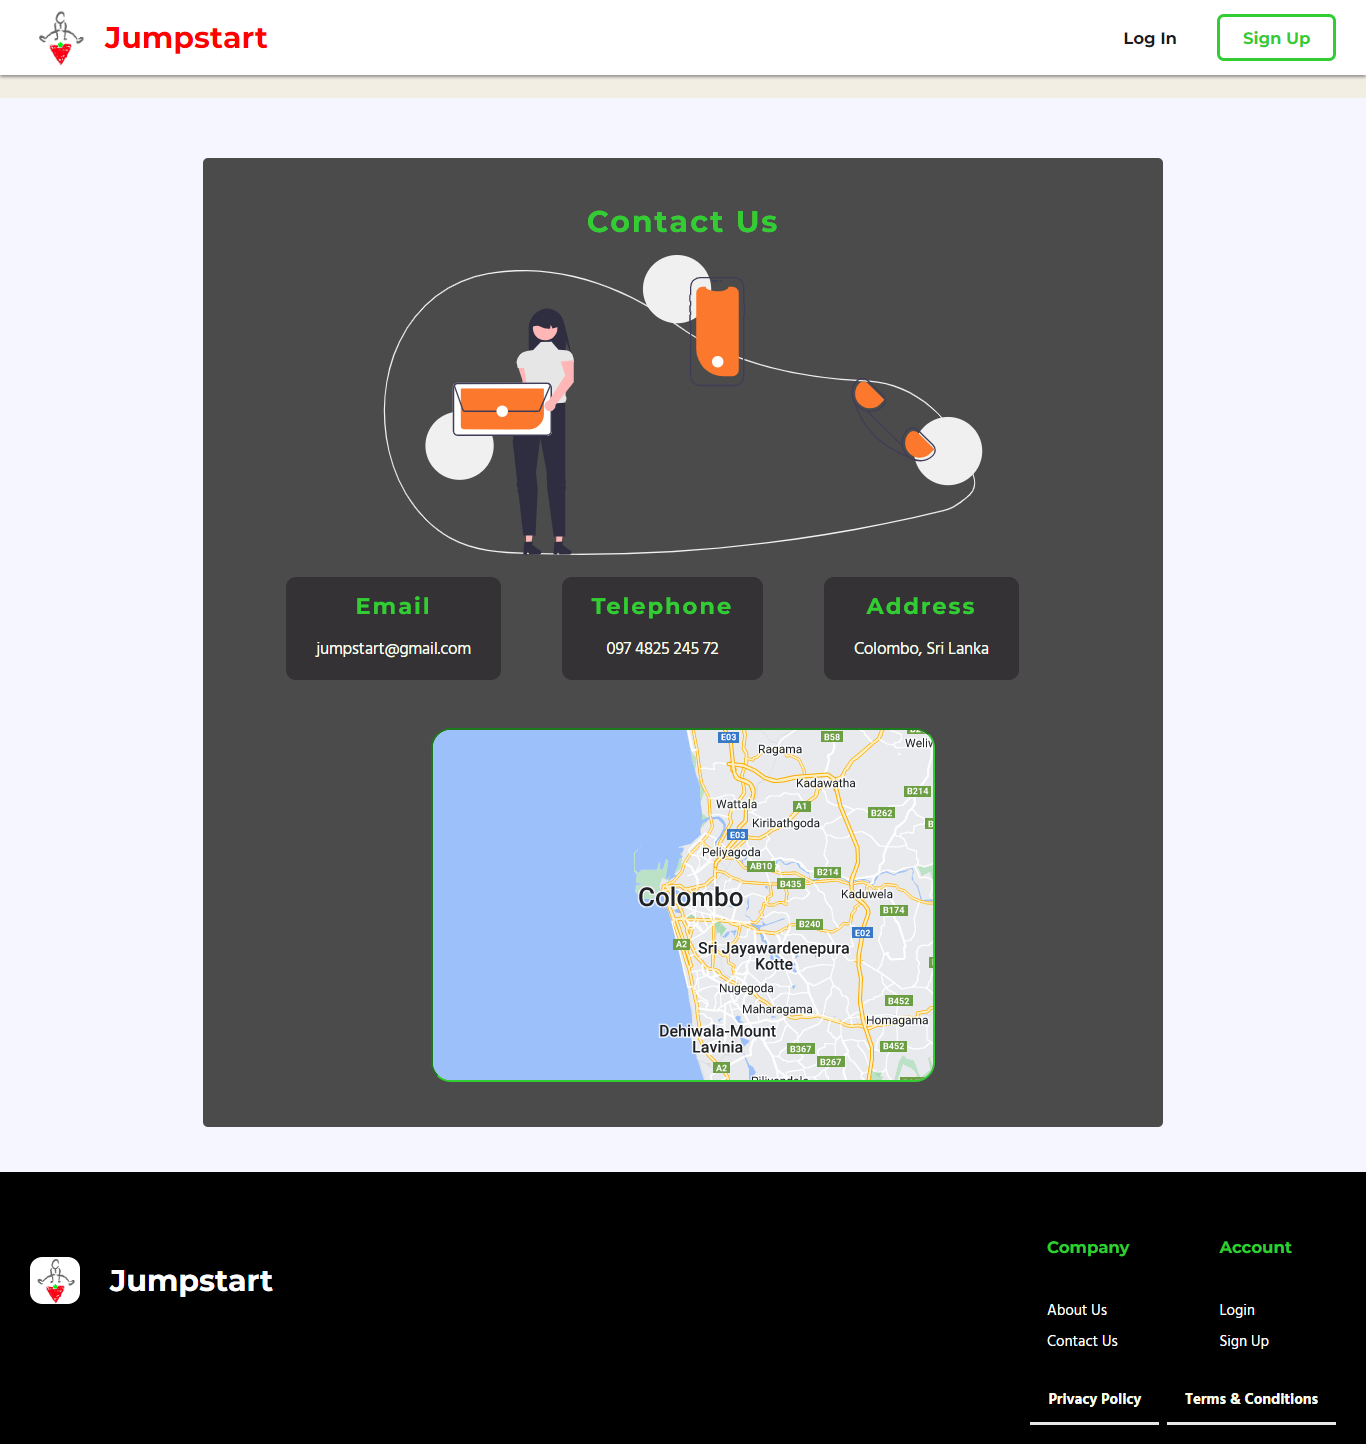 Jumpstart
Log In
Sign Up
Contact Us
Email
jumpstart@gmail.com
Telephone
097 4825 245 72
Address
Colombo, Sri Lanka
E03
B58
Ragama
Kadawatha
B214
Wattala
A1
B262
Kiribathgoda
E03
Peliyagoda
AB10
B214
B435
Colombo
Kaduwela
B174
B240
E02
A2
Sri Jayawardenepura
Kotte
Nugegoda
B452
Maharagama
Homagama
Dehiwala-Mount
Lavinia
B367
B452
B267
A2
Jumpstart
Company
Account
About Us
Login
Contact Us
Sign Up
Privacy Policy
Terms & Conditions